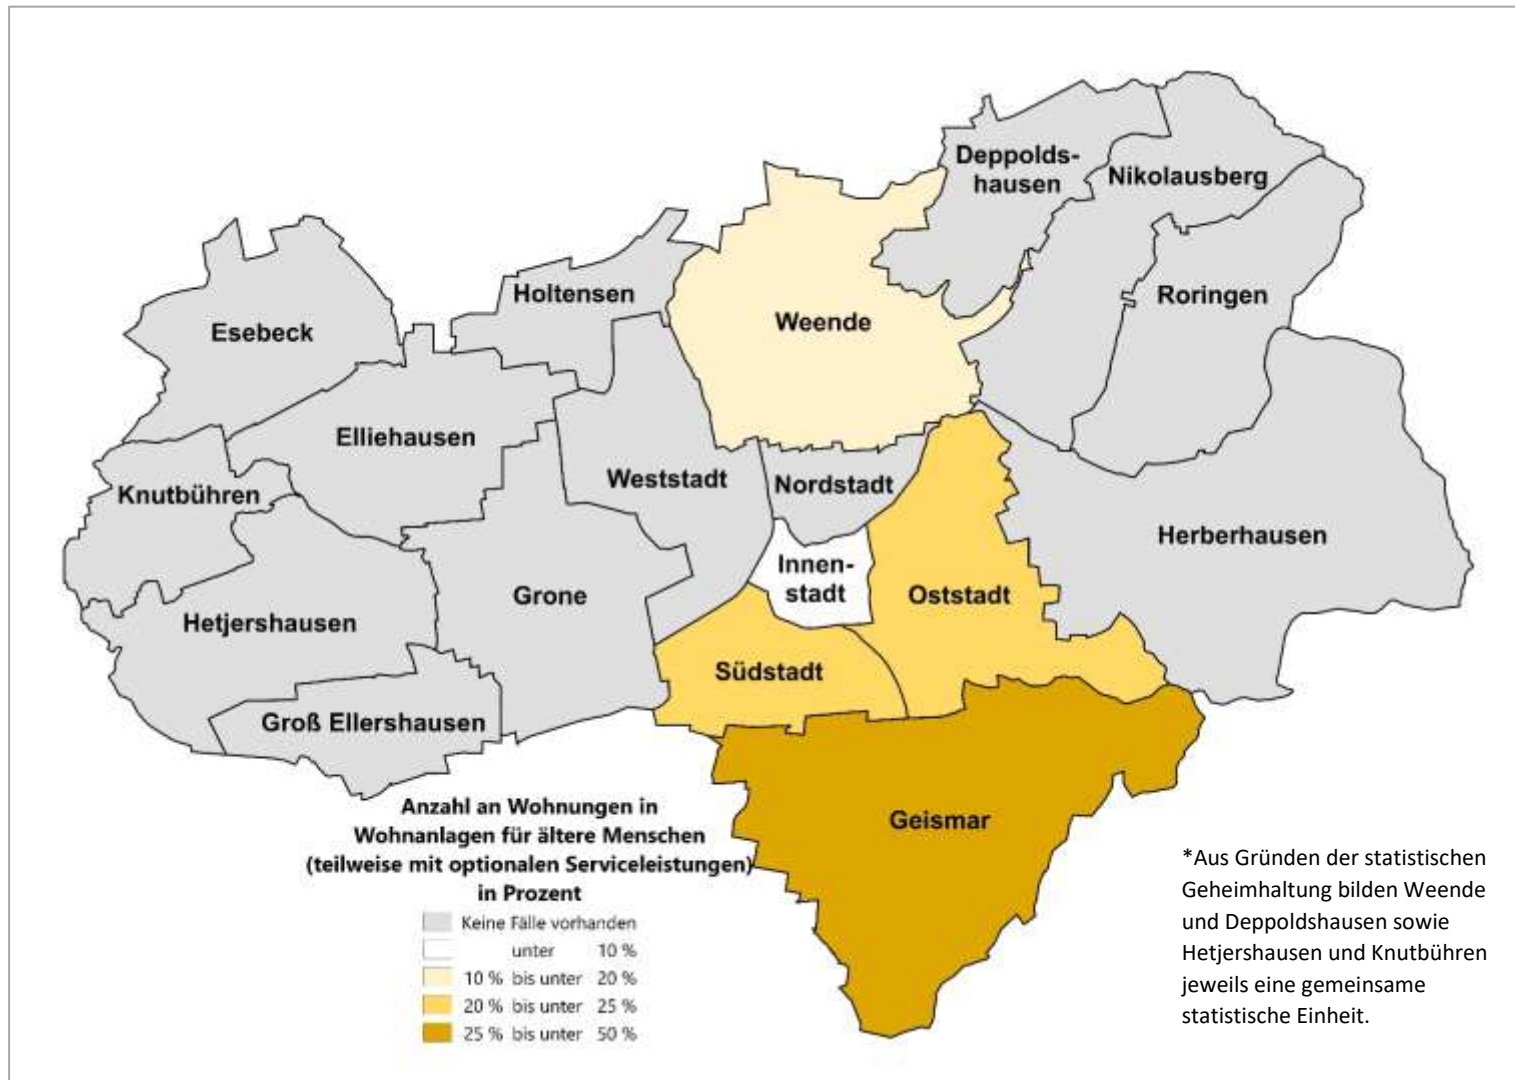 Deppolds-
hausen
Nikolausberg
Holtensen
Roringen
Esebeck
Weende
Elliehausen
Weststadt
Nordstadt
Knutbühren
Herberhausen
Innen-
stadt
Grone
Oststadt
Hetjershausen
Südstadt
Groß Ellershausen
Geismar
Anzahl an Wohnungen in
Wohnanlagen für ältere Menschen
(teilweise mit optionalen Serviceleistungen)
in Prozent
Keine Fälle vorhanden
unter 10 %
10 % bis unter 20 %
20 % bis unter 25 %
25 % bis unter 50 %
*Aus Gründen der statistischen
Geheimhaltung bilden Weende
und Deppoldshausen sowie
Hetjershausen und Knutbühren
jeweils eine gemeinsame
statistische Einheit.